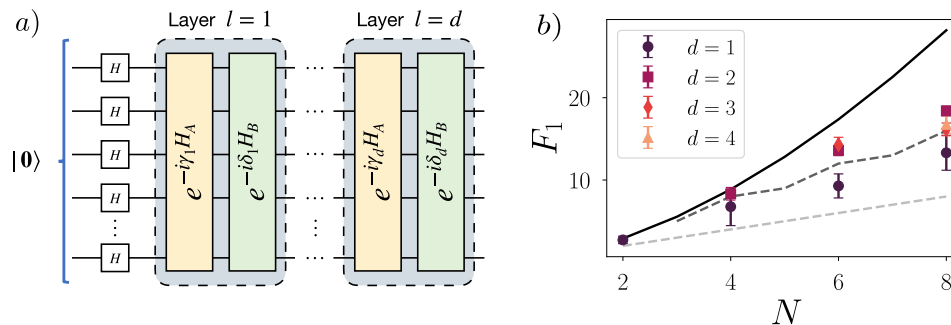 a)
Layer l = 1
Layer l = d
|0⟩
H
H
H
H
H
e^{-iγ_1 H_A}
e^{-iδ_1 H_B}
e^{-iγ_d H_A}
e^{-iδ_d H_B}
b)
F_1
20
10
d = 1
d = 2
d = 3
d = 4
2
4
6
8
N